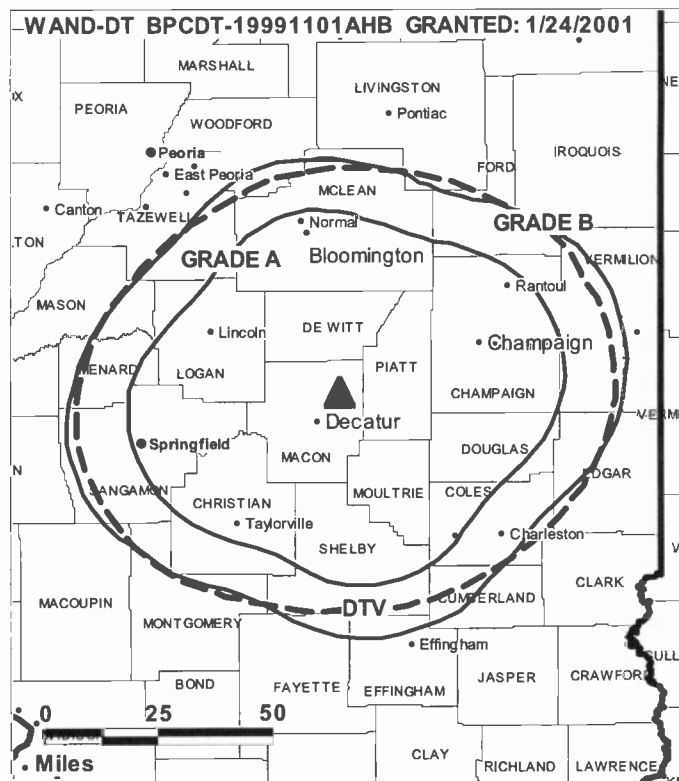 WAND-DT BPCDT-19991101AHB GRANTED: 1/24/2001
MARSHALL
LIVINGSTON
PEORIA
Pontiac
WOODFORD
IROQUOIS
Peoria
FORD
East Peoria
MCLEAN
Canton
TAZEWELL
Normal
GRADE B
GRADE A
Bloomington
VERMILION
MASON
Rantoul
Lincoln
DE WITT
Champaign
MENARD
LOGAN
PIATT
CHAMPAIGN
Decatur
Springfield
MACON
DOUGLAS
EDGAR
SANGAMON
MOULTRIE
COLES
CHRISTIAN
Taylorville
Charleston
SHELBY
CLARK
MACOUPIN
DTV
CUMBERLAND
MONTGOMERY
Effingham
JASPER
CRAWFORD
BOND
FAYETTE
EFFINGHAM
0 25 50
Miles
CLAY
RICHLAND
LAWRENCE